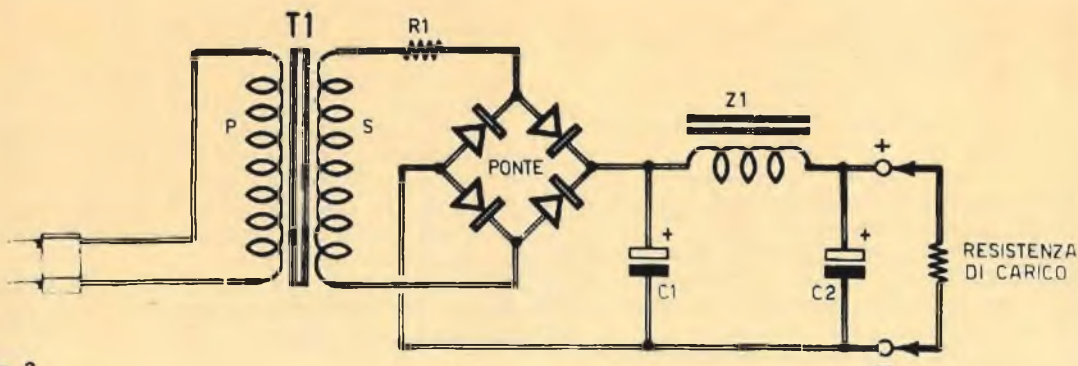 T1
R1
P
S
PONTE
Z1
+
+
+
C1
C2
RESISTENZA
DI CARICO